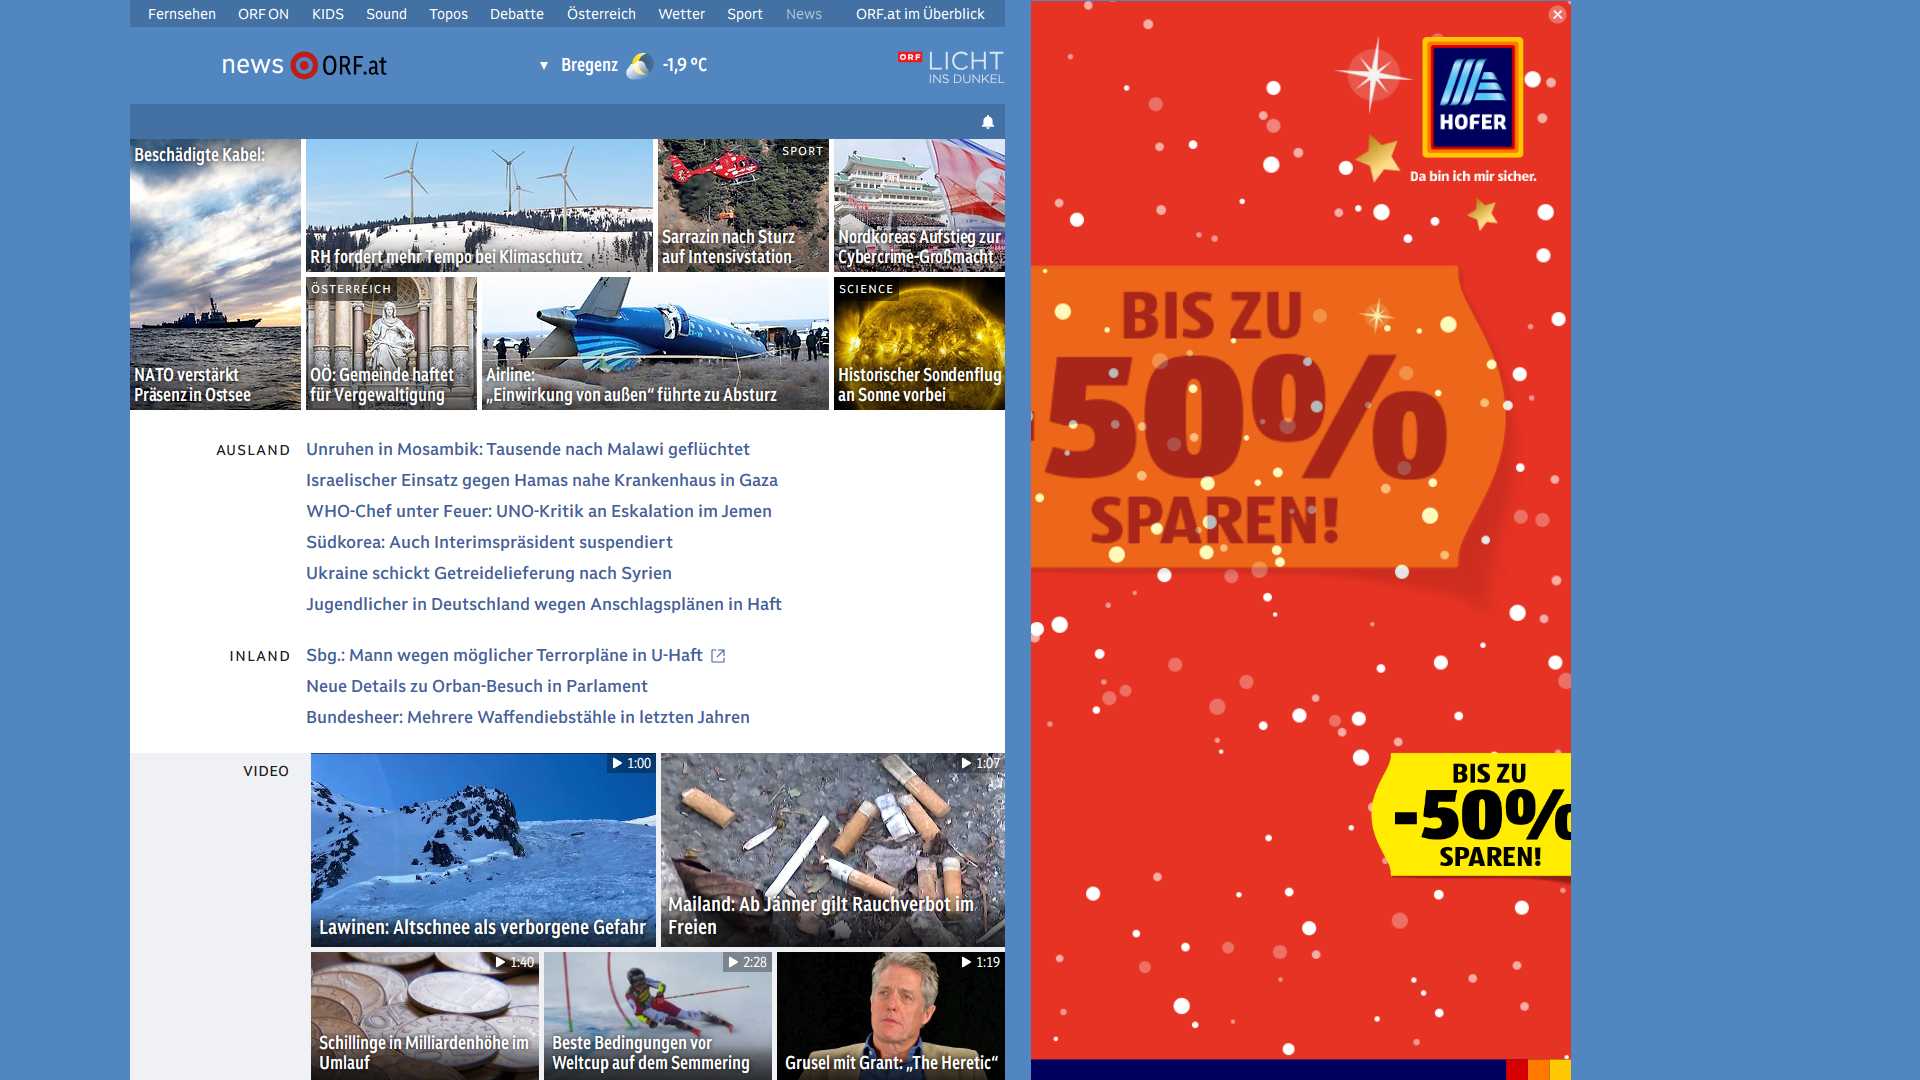 Fernsehen ORF ON KIDS Sound Topos Debatte Österreich Wetter Sport News ORF.at im Überblick
news ORF.at
Bregenz -1,9 °C
ORF LICHT
INS DUNKEL
Beschädigte Kabel:
NATO verstärkt
Präsenz in Ostsee
RH fordert mehr Tempo bei Klimaschutz
SPORT
Sarrazin nach Sturz
auf Intensivstation
Nordkoreas Aufstieg zur
Cybercrime-Großmacht
ÖSTERREICH
OÖ: Gemeinde haftet
für Vergewaltigung
Airline:
„Einwirkung von außen“ führte zu Absturz
SCIENCE
Historischer Sondenflug
an Sonne vorbei
AUSLAND
Unruhen in Mosambik: Tausende nach Malawi geflüchtet
Israelischer Einsatz gegen Hamas nahe Krankenhaus in Gaza
WHO-Chef unter Feuer: UNO-Kritik an Eskalation im Jemen
Südkorea: Auch Interimspräsident suspendiert
Ukraine schickt Getreidelieferung nach Syrien
Jugendlicher in Deutschland wegen Anschlagsplänen in Haft
INLAND
Sbg.: Mann wegen möglicher Terrorpläne in U-Haft
Neue Details zu Orban-Besuch in Parlament
Bundesheer: Mehrere Waffendiebstähle in letzten Jahren
VIDEO
1:00
Lawinen: Altschnee als verborgene Gefahr
1:07
Mailand: Ab Jänner gilt Rauchverbot im
Freien
1:40
Schillinge in Milliardenhöhe im
Umlauf
2:28
Beste Bedingungen vor
Weltcup auf dem Semmering
1:19
Grusel mit Grant: „The Heretic“
HOFER
Da bin ich mir sicher.
BIS ZU
50%
SPAREN!
BIS ZU
-50%
SPAREN!